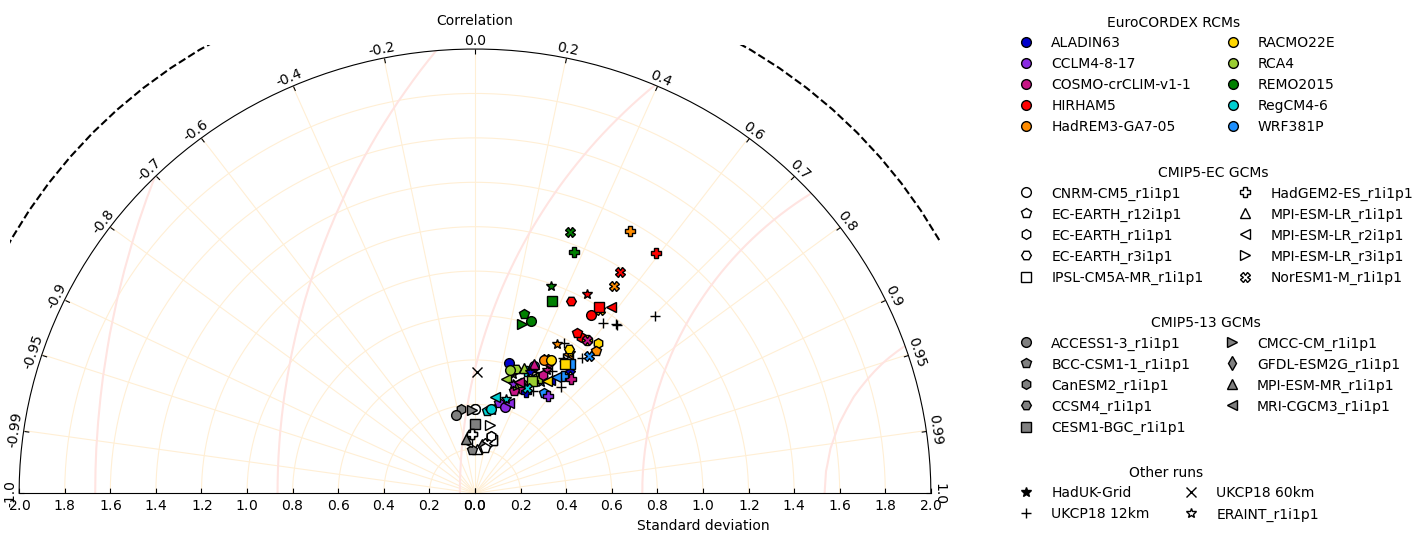 Correlation
-0.2 0.0 0.2
-0.4 0.4
-0.6 0.6
-0.7 0.7
-0.8 0.8
-0.9 0.9
-0.95 0.95
-0.99 0.99
1.0 1.0
2.0 1.8 1.6 1.4 1.2 1.0 0.8 0.6 0.4 0.2 0.0 0.0 0.2 0.4 0.6 0.8 1.0 1.2 1.4 1.6 1.8 2.0
Standard deviation
EuroCORDEX RCMs
ALADIN63 RACMO22E
CCLM4-8-17 RCA4
COSMO-crCLIM-v1-1 REMO2015
HIRHAM5 RegCM4-6
HadREM3-GA7-05 WRF381P
CMIP5-EC GCMs
CNRM-CM5_r1i1p1 HadGEM2-ES_r1i1p1
EC-EARTH_r12i1p1 MPI-ESM-LR_r1i1p1
EC-EARTH_r1i1p1 MPI-ESM-LR_r2i1p1
EC-EARTH_r3i1p1 MPI-ESM-LR_r3i1p1
IPSL-CM5A-MR_r1i1p1 NorESM1-M_r1i1p1
CMIP5-13 GCMs
ACCESS1-3_r1i1p1 CMCC-CM_r1i1p1
BCC-CSM1-1_r1i1p1 GFDL-ESM2G_r1i1p1
CanESM2_r1i1p1 MPI-ESM-MR_r1i1p1
CCSM4_r1i1p1 MRI-CGCM3_r1i1p1
CESM1-BGC_r1i1p1
Other runs
HadUK-Grid UKCP18 60km
UKCP18 12km ERAINT_r1i1p1